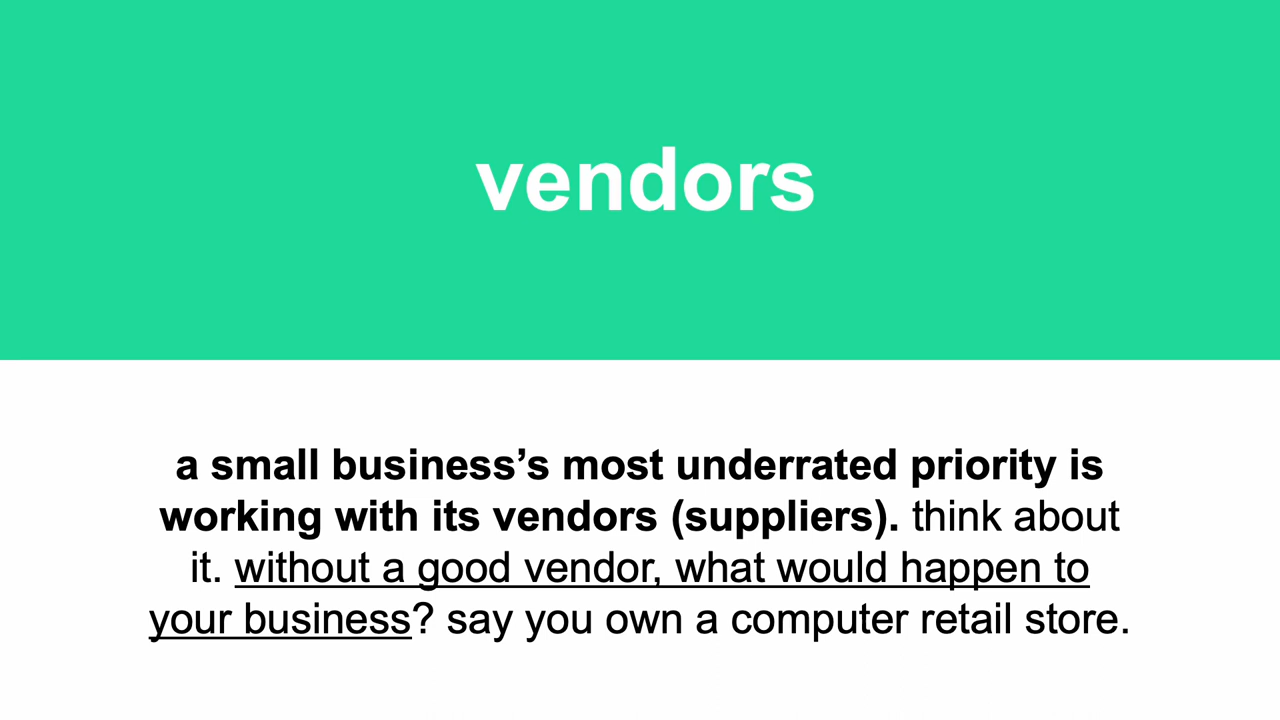 vendors
a small business’s most underrated priority is
working with its vendors (suppliers). think about
it. without a good vendor, what would happen to
your business? say you own a computer retail store.